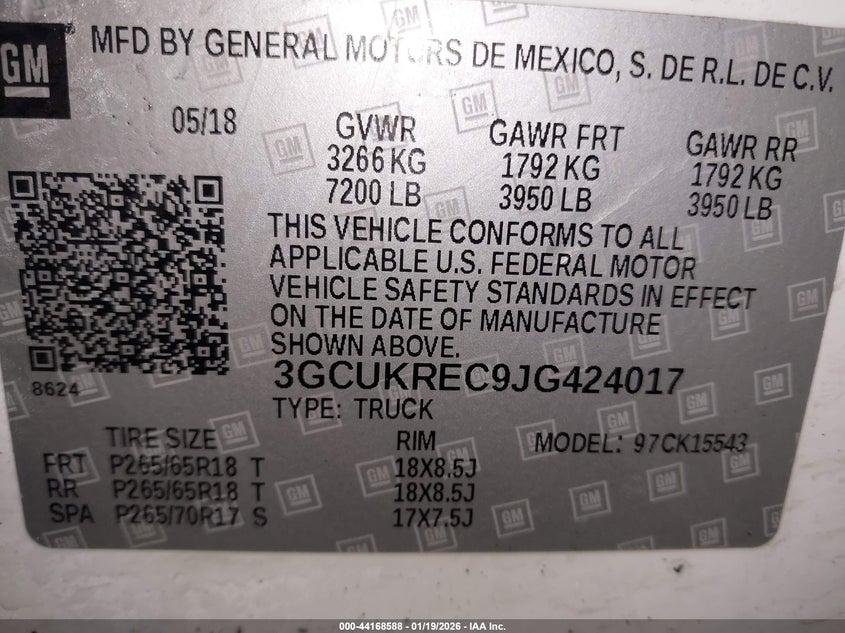 GM
MFD BY GENERAL MOTORS DE MEXICO, S. DE R.L. DE C.V.
05/18
GVWR GAWR FRT GAWR RR
3266 KG 1792 KG 1792 KG
7200 LB 3950 LB 3950 LB
THIS VEHICLE CONFORMS TO ALL
APPLICABLE U.S. FEDERAL MOTOR
VEHICLE SAFETY STANDARDS IN EFFECT
ON THE DATE OF MANUFACTURE
SHOWN ABOVE.
8624
3GCUKREC9JG424017
TYPE: TRUCK
TIRE SIZE RIM MODEL: 97CK15543
FRT P265/65R18 T 18X8.5J
RR P265/65R18 T 18X8.5J
SPA P265/70R17 S 17X7.5J
000-44168588 - 01/19/2026 - IAA Inc.